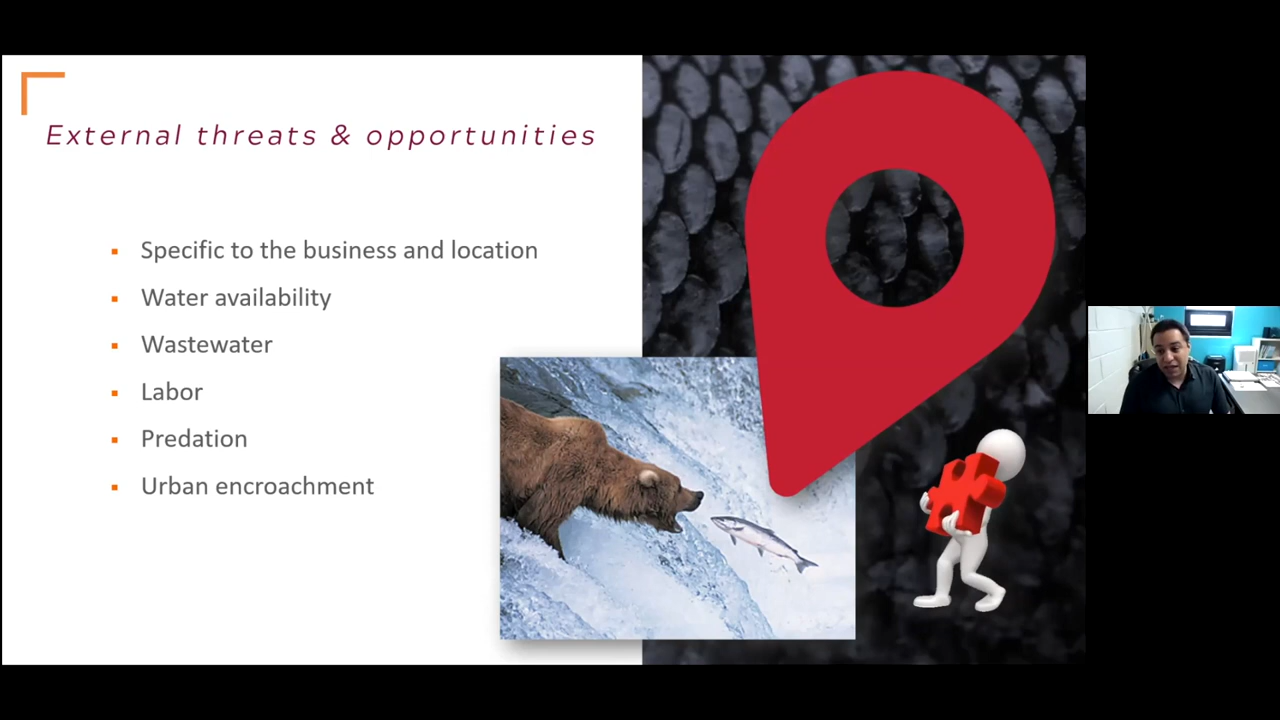 External threats & opportunities
Specific to the business and location
Water availability
Wastewater
Labor
Predation
Urban encroachment